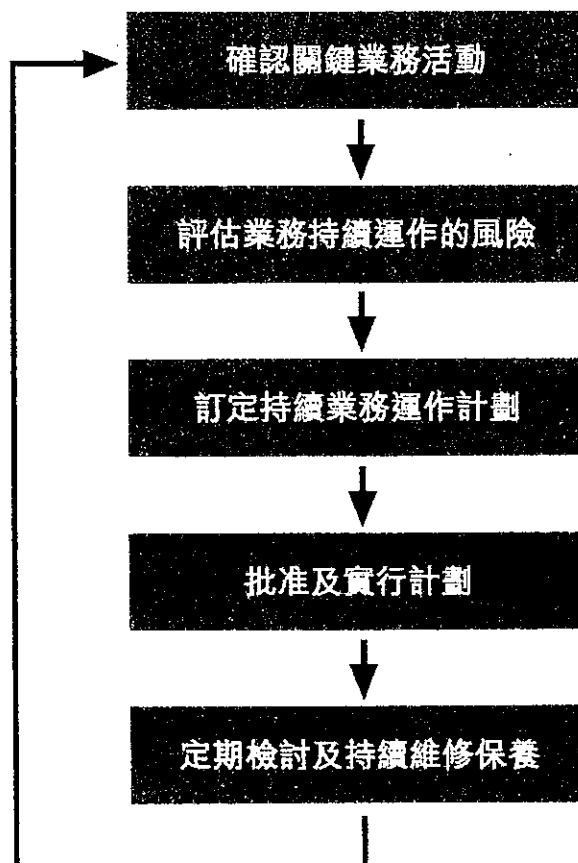 確認關鍵業務活動
評估業務持續運作的風險
訂定持續業務運作計劃
批准及實行計劃
定期檢討及持續維修保養